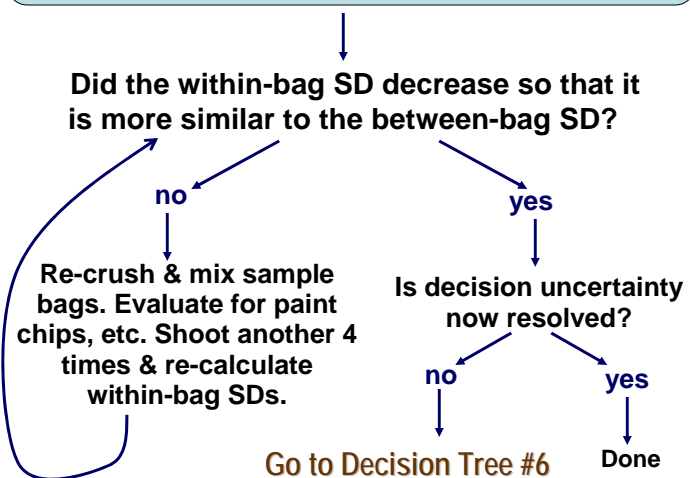 Did the within-bag SD decrease so that it
is more similar to the between-bag SD?
no
yes
Re-crush & mix sample
bags. Evaluate for paint
chips, etc. Shoot another 4
times & re-calculate
within-bag SDs.
Is decision uncertainty
now resolved?
no
yes
Go to Decision Tree #6
Done